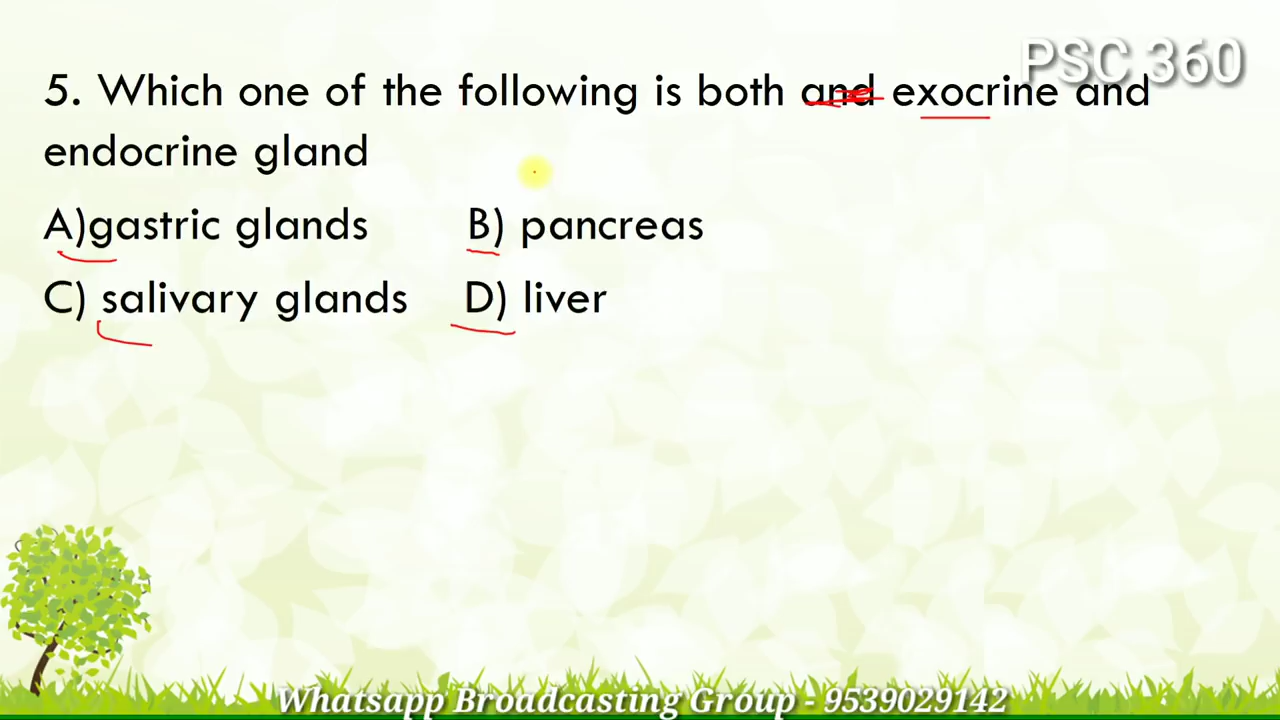 PSC 360
5. Which one of the following is both and exocrine and
endocrine gland
A)gastric glands B) pancreas
C) salivary glands D) liver
Whatsapp Broadcasting Group - 9539029142